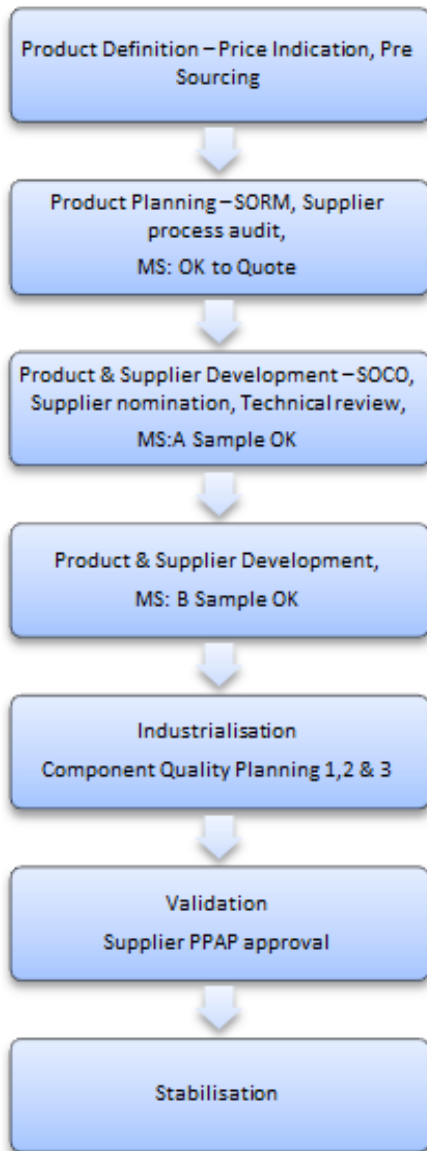 Product Definition – Price Indication, Pre
Sourcing
Product Planning – SORM, Supplier
process audit,
MS: OK to Quote
Product & Supplier Development – SOCO,
Supplier nomination, Technical review,
MS:A Sample OK
Product & Supplier Development,
MS: B Sample OK
Industrialisation
Component Quality Planning 1,2 & 3
Validation
Supplier PPAP approval
Stabilisation